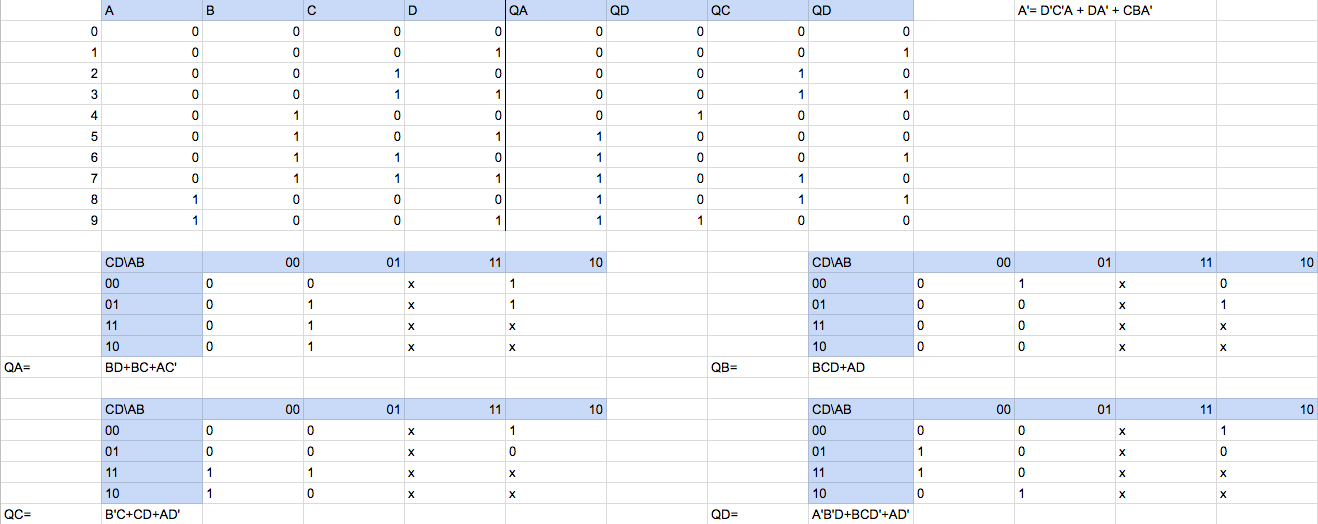 A B C D QA QD QC QD A'= D'C'A + DA' + CBA'
0 0 0 0 0 0 0 0 0
1 0 0 0 1 0 0 0 1
2 0 0 1 0 0 0 1 0
3 0 0 1 1 0 0 1 1
4 0 1 0 0 0 1 0 0
5 0 1 0 1 1 0 0 0
6 0 1 1 0 1 0 0 1
7 0 1 1 1 1 0 1 0
8 1 0 0 0 1 0 1 1
9 1 0 0 1 1 1 0 0
CD\AB 00 01 11 10 CD\AB 00 01 11 10
00 0 0 x 1 00 0 1 x 0
01 0 1 x 1 01 0 0 x 1
11 0 1 x x 11 0 0 x x
10 0 1 x x 10 0 0 x x
QA= BD+BC+AC' QB= BCD+AD
CD\AB 00 01 11 10 CD\AB 00 01 11 10
00 0 0 x 1 00 0 0 x 1
01 0 0 x 0 01 1 0 x 0
11 1 1 x x 11 1 0 x x
10 1 0 x x 10 0 1 x x
QC= B'C+CD+AD' QD= A'B'D+BCD'+AD'